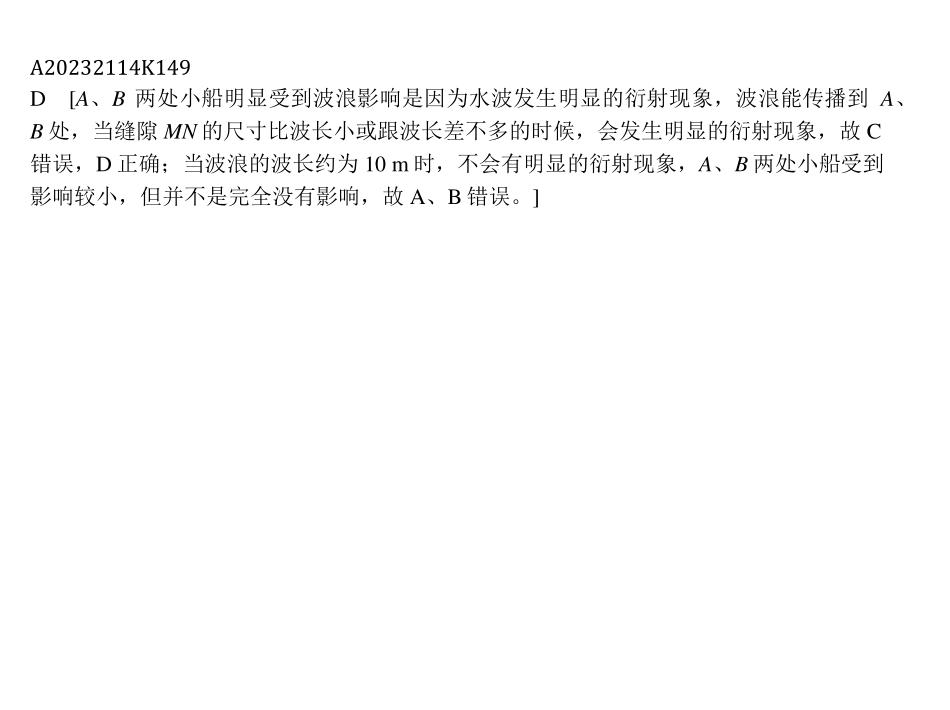 A20232114K149
D [A、B 两处小船明显受到波浪影响是因为水波发生明显的衍射现象，波浪能传播到 A、
B 处，当缝隙 MN 的尺寸比波长小或跟波长差不多的时候，会发生明显的衍射现象，故 C
错误，D 正确；当波浪的波长约为 10 m 时，不会有明显的衍射现象，A、B 两处小船受到
影响较小，但并不是完全没有影响，故 A、B 错误。]